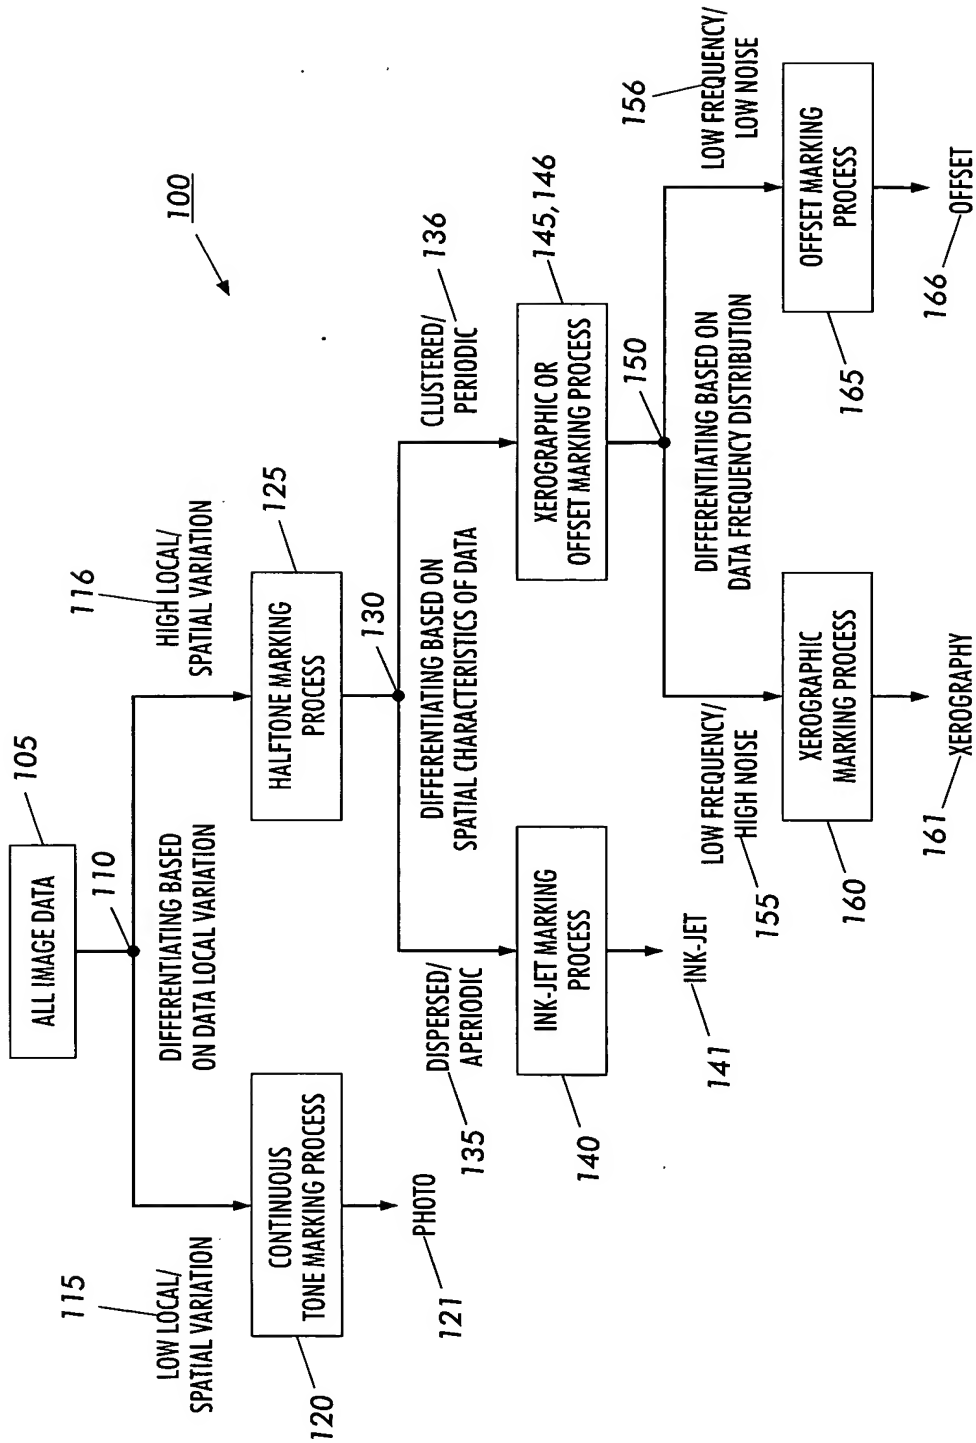 100
105
ALL IMAGE DATA
110
DIFFERENTIATING BASED
ON DATA LOCAL VARIATION
115
LOW LOCAL/
SPATIAL VARIATION
116
HIGH LOCAL/
SPATIAL VARIATION
CONTINUOUS
TONE MARKING PROCESS
120
PHOTO
121
HALFTONE MARKING
PROCESS
125
130
DIFFERENTIATING BASED ON
SPATIAL CHARACTERISTICS OF DATA
DISPERSED/
APERIODIC
135
CLUSTERED/
PERIODIC
136
INK-JET MARKING
PROCESS
140
INK-JET
141
XEROGRAPHIC OR
OFFSET MARKING PROCESS
145, 146
150
DIFFERENTIATING BASED ON
DATA FREQUENCY DISTRIBUTION
LOW FREQUENCY/
HIGH NOISE
155
156
LOW FREQUENCY/
LOW NOISE
XEROGRAPHIC
MARKING PROCESS
160
161 XEROGRAPHY
OFFSET MARKING
PROCESS
165
166 OFFSET